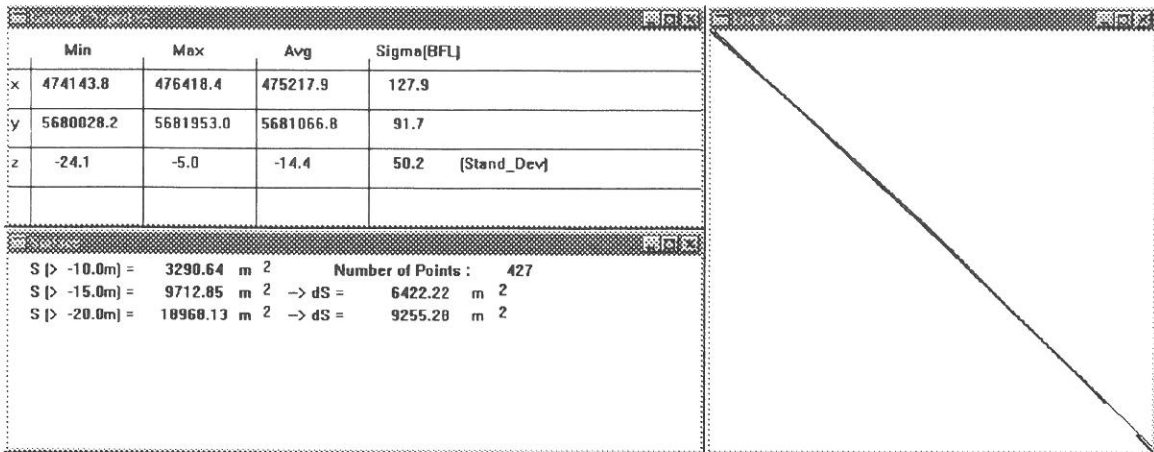 Min Max Avg Sigma(BFL)
x 474143.8 476418.4 475217.9 127.9
y 5680028.2 5681953.0 5681066.8 91.7
z -24.1 -5.0 -14.4 50.2 (Stand_Dev)
S (> -10.0m) = 3290.64 m 2 Number of Points : 427
S (> -15.0m) = 9712.85 m 2 -> dS = 6422.22 m 2
S (> -20.0m) = 18968.13 m 2 -> dS = 9255.28 m 2